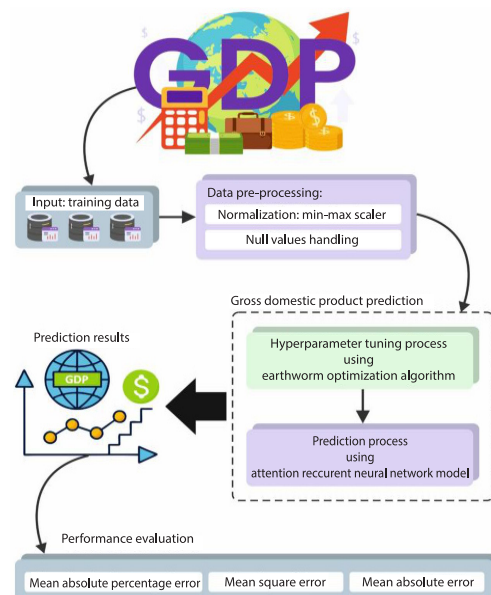 GDP
Input: training data
Data pre-processing:
Normalization: min-max scaler
Null values handling
Gross domestic product prediction
Hyperparameter tuning process
using
earthworm optimization algorithm
Prediction process
using
attention reccurent neural network model
Prediction results
GDP
$
Performance evaluation
Mean absolute percentage error
Mean square error
Mean absolute error